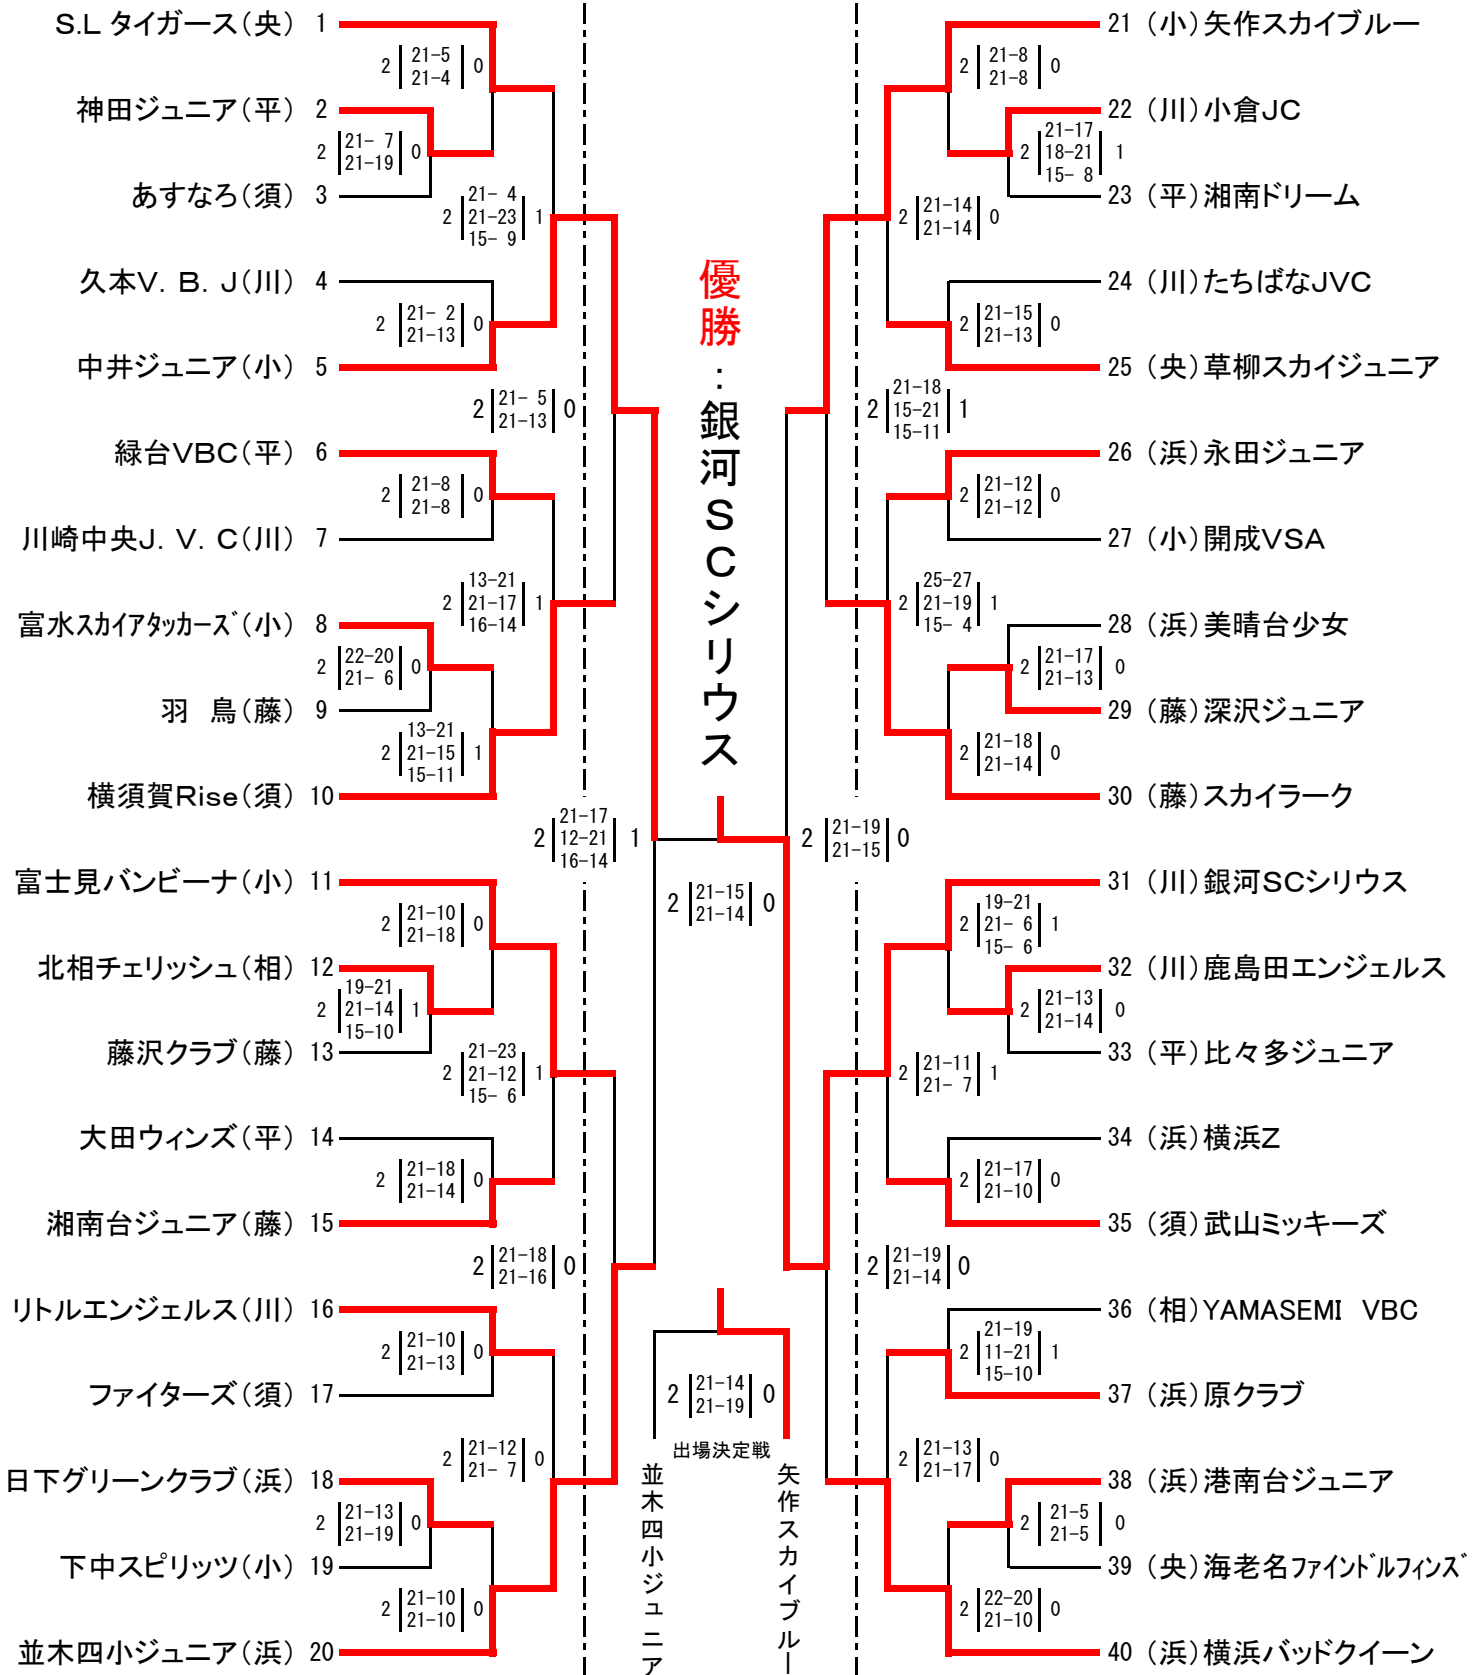 S.L タイガース（央） 1
2 21-5 0
21-4
神田ジュニア（平） 2
2 21- 7 0
21-19
あすなろ（須） 3
2 21- 4 1
21-23
15- 9
久本V. B. J（川） 4
2 21- 2 0
21-13
中井ジュニア（小） 5
2 21- 5 0
21-13
緑台VBC（平） 6
2 21-8 0
21-8
川崎中央J. V. C（川） 7
2 13-21 1
21-17
16-14
富水スカイアタッカーズ（小） 8
2 22-20 0
21- 6
羽 鳥（藤） 9
2 13-21 1
21-15
15-11
横須賀Rise（須） 10
2 21-17 1
12-21
16-14
富士見バンビーナ（小） 11
2 21-10 0
21-18
北相チェリッシュ（相） 12
2 19-21 1
21-14
15-10
藤沢クラブ（藤） 13
2 21-23 1
21-12
15- 6
大田ウィンズ（平） 14
2 21-18 0
21-14
湘南台ジュニア（藤） 15
2 21-18 0
21-16
リトルエンジェルス（川） 16
2 21-10 0
21-13
ファイターズ（須） 17
2 21-12 0
21- 7
日下グリーンクラブ（浜） 18
2 21-13 0
21-19
下中スピリッツ（小） 19
2 21-10 0
21-10
並木四小ジュニア（浜） 20
優勝：銀河SCシリウス
2 21-15 0
21-14
2 21-14 0
21-19
出場決定戦
並木四小ジュニア
矢作スカイブルー
21 （小）矢作スカイブルー
2 21-8 0
21-8
22 （川）小倉JC
2 21-17 1
18-21
15- 8
23 （平）湘南ドリーム
2 21-14 0
21-14
24 （川）たちばなJVC
2 21-15 0
21-13
25 （央）草柳スカイジュニア
2 21-18 1
15-21
15-11
26 （浜）永田ジュニア
2 21-12 0
21-12
27 （小）開成VSA
2 25-27 1
21-19
15- 4
28 （浜）美晴台少女
2 21-17 0
21-13
29 （藤）深沢ジュニア
2 21-18 0
21-14
30 （藤）スカイラーク
2 21-19 0
21-15
31 （川）銀河SCシリウス
2 19-21 1
21- 6
15- 6
32 （川）鹿島田エンジェルス
2 21-13 0
21-14
33 （平）比々多ジュニア
2 21-11 1
21- 7
34 （浜）横浜Z
2 21-17 0
21-10
35 （須）武山ミッキーズ
2 21-19 0
21-14
36 （相）YAMASEMI VBC
2 21-19 1
11-21
15-10
37 （浜）原クラブ
2 21-13 0
21-17
38 （浜）港南台ジュニア
2 21-5 0
21-5
39 （央）海老名ファインドルフィンズ
2 22-20 0
21-10
40 （浜）横浜バッドクイーン